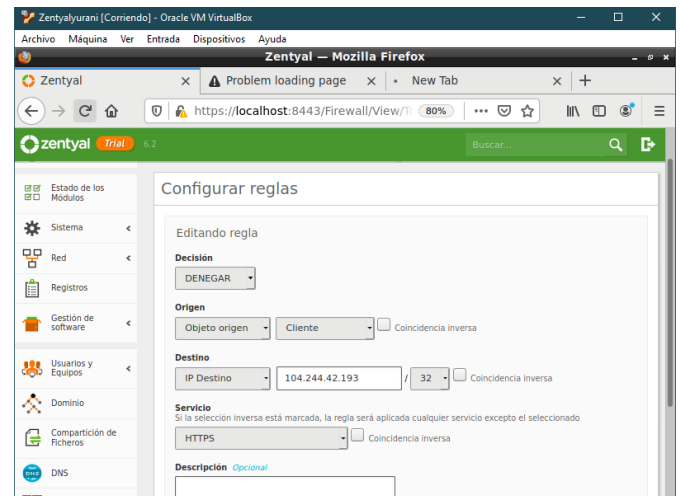 Zentyalyurani [Corriendo] - Oracle VM VirtualBox
Archivo Máquina Ver Entrada Dispositivos Ayuda
Zentyal — Mozilla Firefox
Zentyal
Problem loading page
New Tab
https://localhost:8443/Firewall/View/
80%
zentyal Trial 6.2
Buscar...
Estado de los
Módulos
Sistema
Red
Registros
Gestión de
software
Usuarios y
Equipos
Dominio
Compartición de
Ficheros
DNS
Configurar reglas
Editando regla
Decisión
DENEGAR
Origen
Objeto origen Cliente Coincidencia inversa
Destino
IP Destino 104.244.42.193 / 32 Coincidencia inversa
Servicio
Si la selección inversa está marcada, la regla será aplicada cualquier servicio excepto el seleccionado
HTTPS Coincidencia inversa
Descripción Opcional